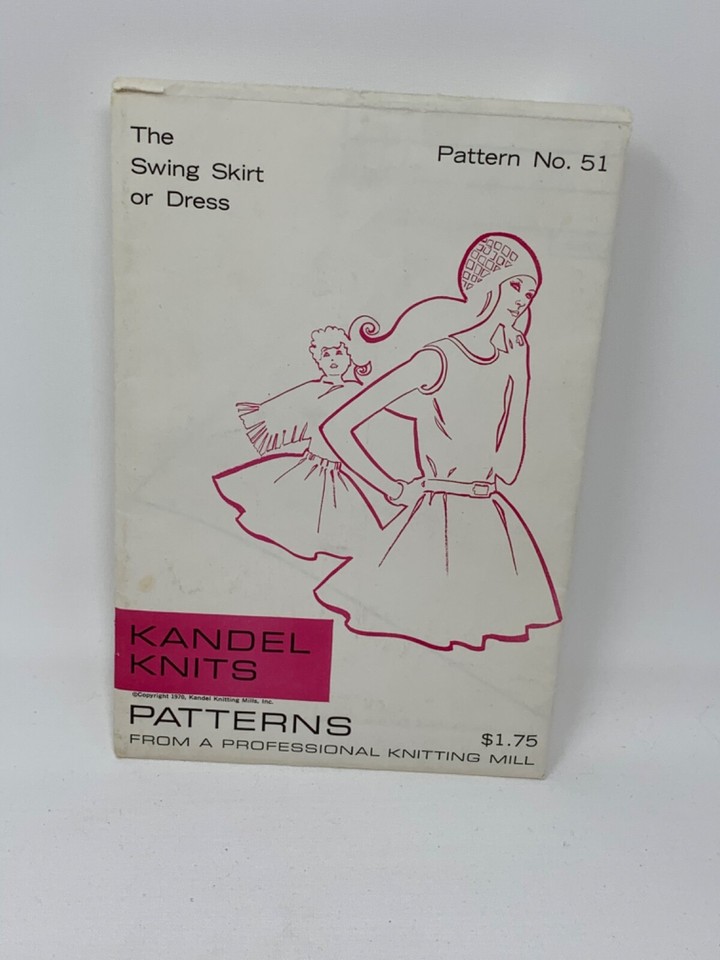 The
Swing Skirt
or Dress
Pattern No. 51
KANDEL
KNITS
©Copyright 1970, Kandel Knitting Mills, Inc.
PATTERNS
FROM A PROFESSIONAL KNITTING MILL
$1.75